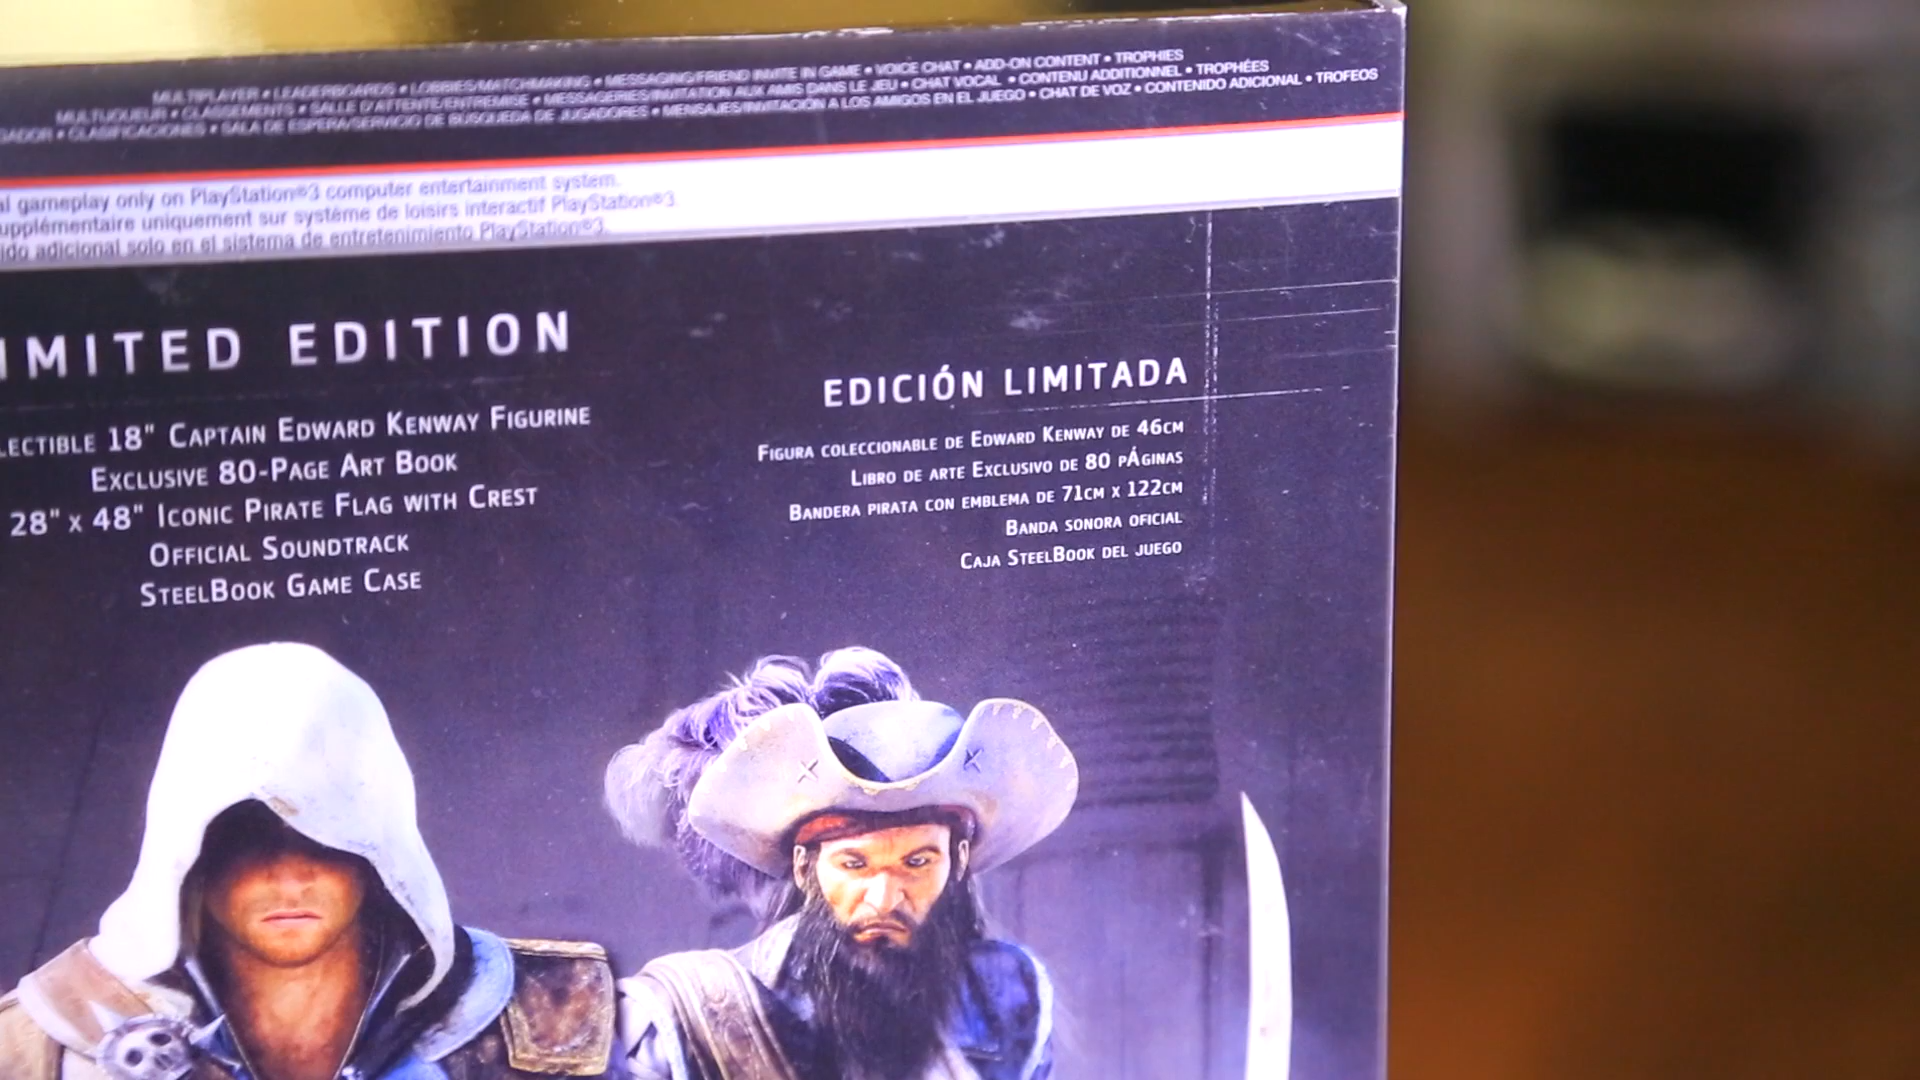 MULTIPLAYER • LEADERBOARDS • LOBBIES/MATCHMAKING • MESSAGING/FRIEND INVITE IN GAME • VOICE CHAT • ADD-ON CONTENT • TROPHIES
MULTIJOUEUR • CLASSEMENTS • SALLE D'ATTENTE/ENTREMISE • MESSAGERIES/INVITATION AUX AMIS DANS LE JEU • CHAT VOCAL • CONTENU ADDITIONNEL • TROPHÉES
GADOR • CLASIFICACIONES • SALA DE ESPERA/SERVICIO DE BÚSQUEDA DE JUGADORES • MENSAJES/INVITACIÓN A LOS AMIGOS EN EL JUEGO • CHAT DE VOZ • CONTENIDO ADICIONAL • TROFEOS
al gameplay only on PlayStation®3 computer entertainment system.
upplémentaire uniquement sur système de loisirs interactif PlayStation®3.
ido adicional solo en el sistema de entretenimiento PlayStation®3.
IMITED EDITION
LECTIBLE 18" CAPTAIN EDWARD KENWAY FIGURINE
EXCLUSIVE 80-PAGE ART BOOK
28" X 48" ICONIC PIRATE FLAG WITH CREST
OFFICIAL SOUNDTRACK
STEELBOOK GAME CASE
EDICIÓN LIMITADA
FIGURA COLECCIONABLE DE EDWARD KENWAY DE 46CM
LIBRO DE ARTE EXCLUSIVO DE 80 PÁGINAS
BANDERA PIRATA CON EMBLEMA DE 71CM X 122CM
BANDA SONORA OFICIAL
CAJA STEELBOOK DEL JUEGO